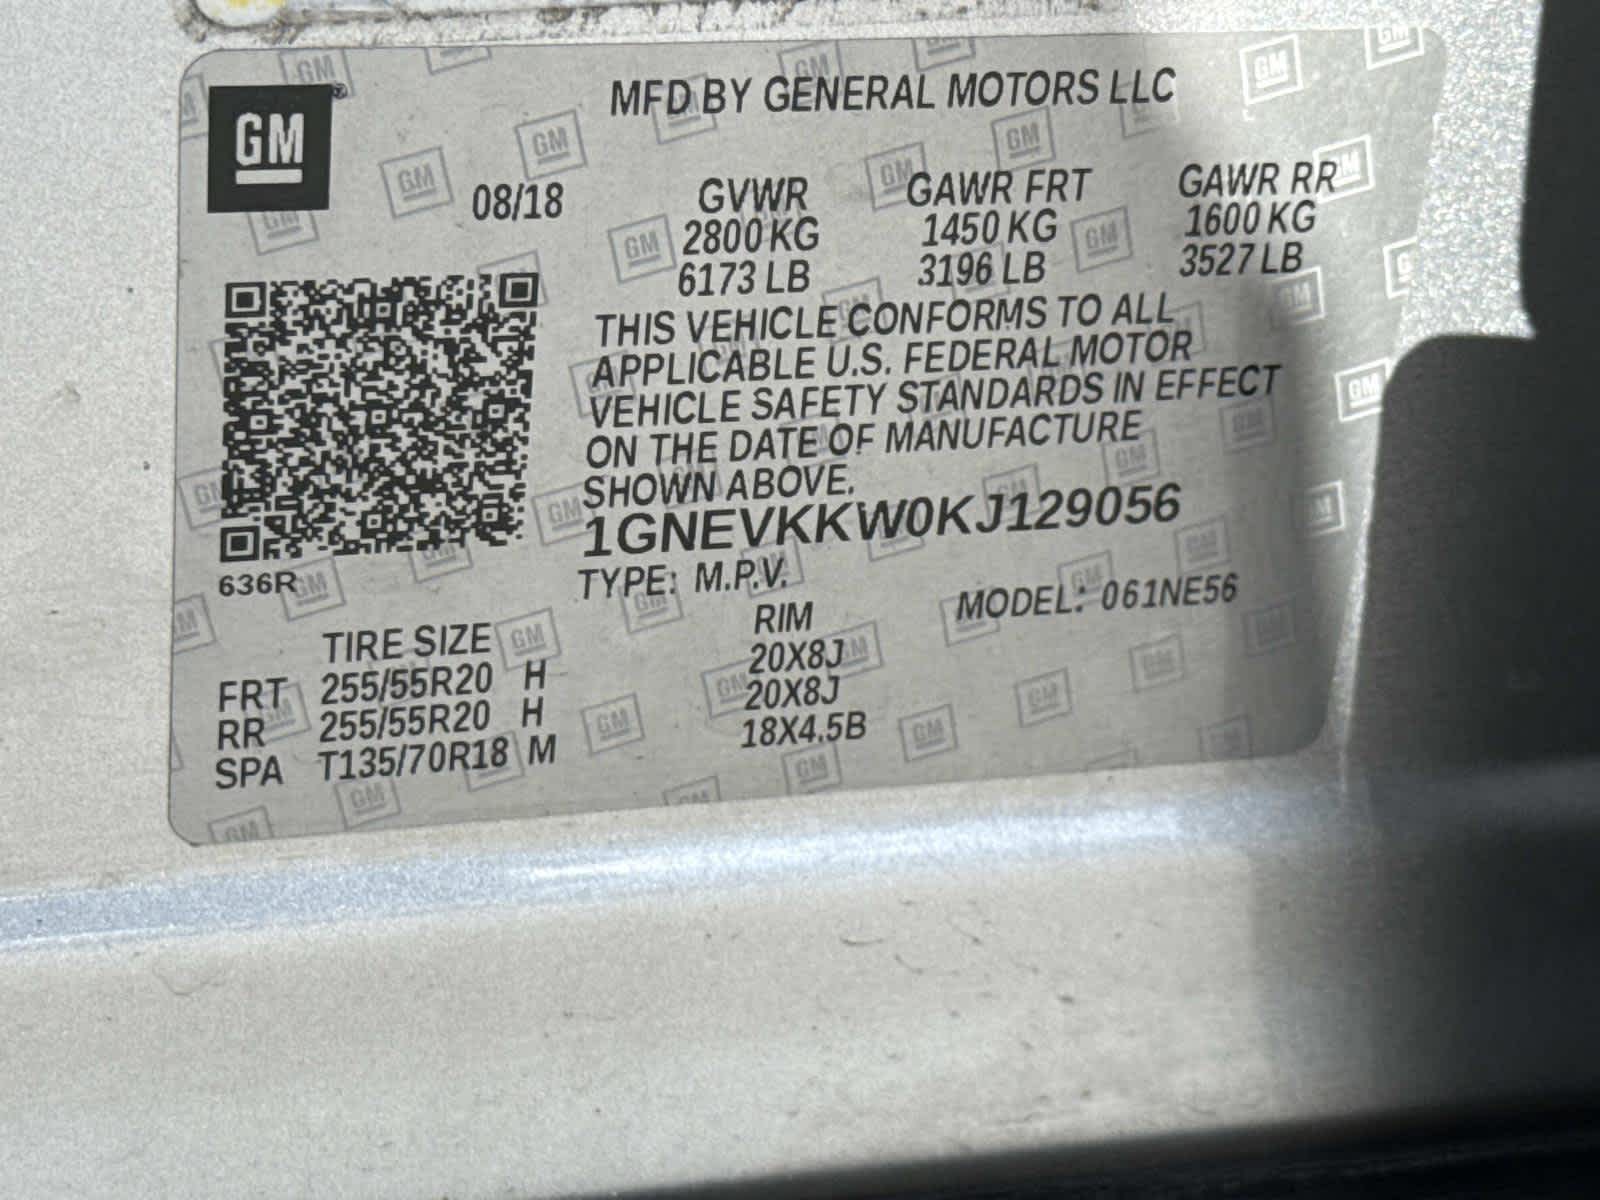 GM
MFD BY GENERAL MOTORS LLC
08/18 GVWR GAWR FRT GAWR RR
2800 KG 1450 KG 1600 KG
6173 LB 3196 LB 3527 LB
THIS VEHICLE CONFORMS TO ALL
APPLICABLE U.S. FEDERAL MOTOR
VEHICLE SAFETY STANDARDS IN EFFECT
ON THE DATE OF MANUFACTURE
SHOWN ABOVE.
1GNEVKKW0KJ129056
636R
TYPE: M.P.V. MODEL: 061NE56
TIRE SIZE RIM
FRT 255/55R20 H 20X8J
RR 255/55R20 H 20X8J
SPA T135/70R18 M 18X4.5B